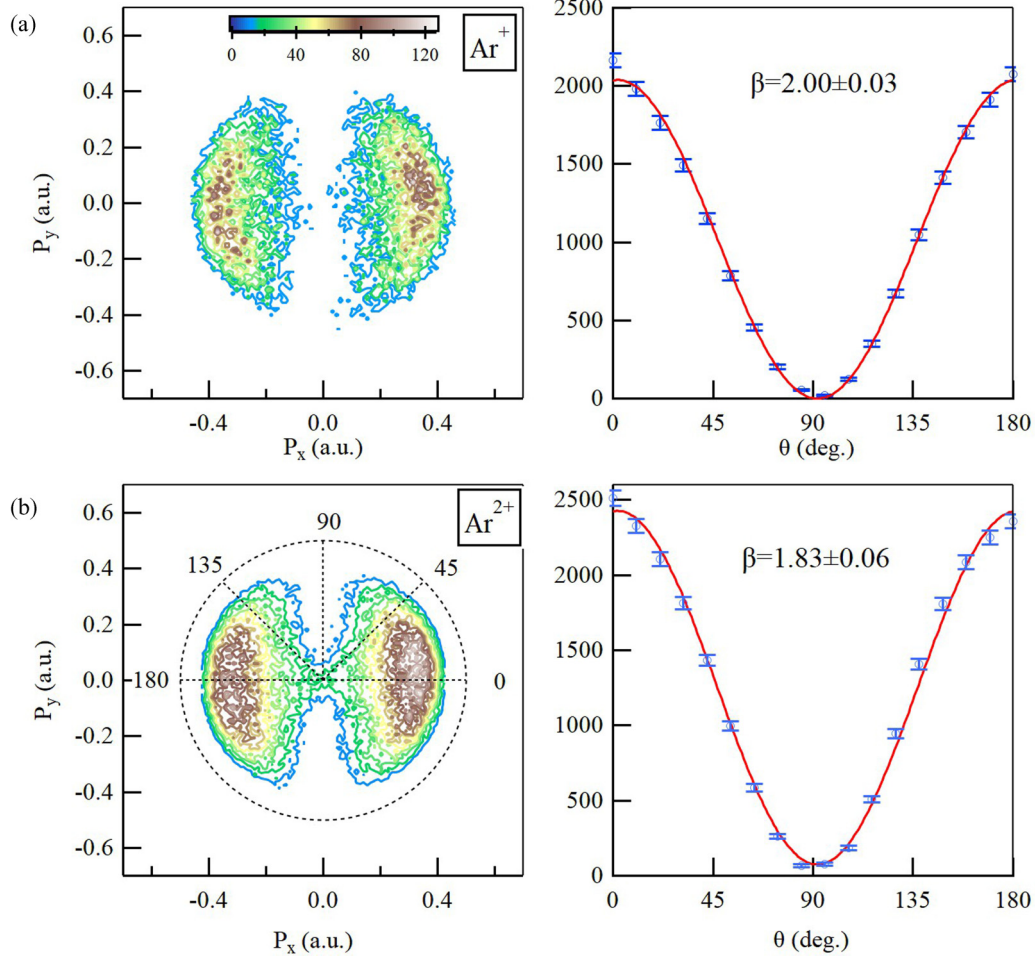 (a)
0 40 80 120
Ar+
0.6
0.4
0.2
0.0
-0.2
-0.4
-0.6
Py (a.u.)
-0.4 0.0 0.4
Px (a.u.)
2500
2000
1500
1000
500
0
β=2.00±0.03
0 45 90 135 180
θ (deg.)
(b)
Ar2+
0.6
0.4
0.2
0.0
-0.2
-0.4
-0.6
Py (a.u.)
90
135 45
180 0
-0.4 0.0 0.4
Px (a.u.)
2500
2000
1500
1000
500
0
β=1.83±0.06
0 45 90 135 180
θ (deg.)